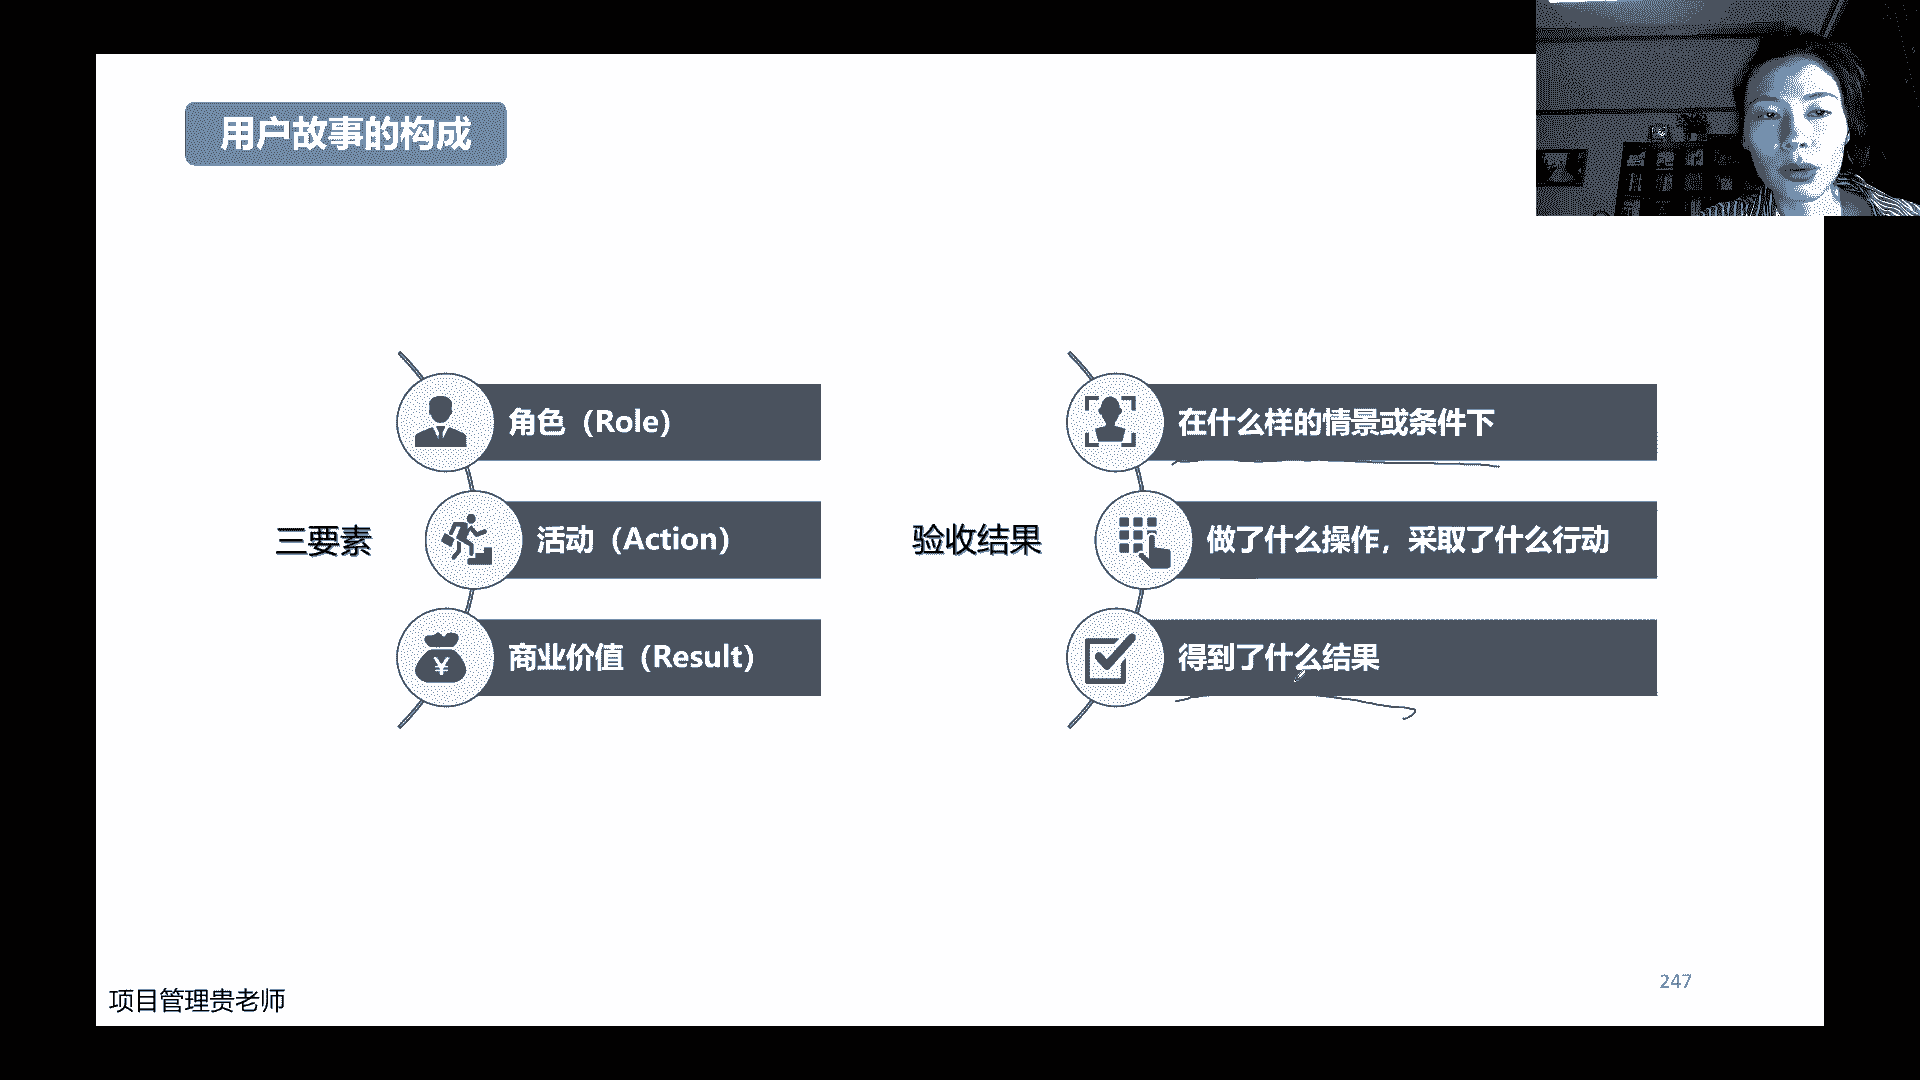 用户故事的构成
三要素
角色（Role）
活动（Action）
商业价值（Result）
¥
验收结果
在什么样的情景或条件下
做了什么操作，采取了什么行动
得到了什么结果
项目管理贵老师
247